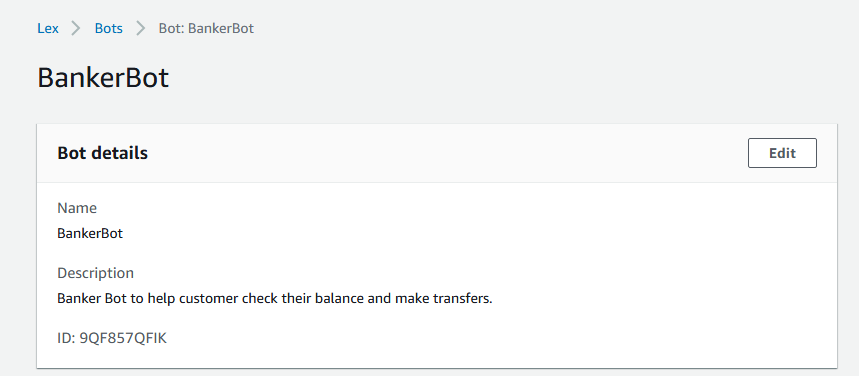 Lex > Bots > Bot: BankerBot
BankerBot
Bot details
Edit
Name
BankerBot
Description
Banker Bot to help customer check their balance and make transfers.
ID: 9QF857QFIK